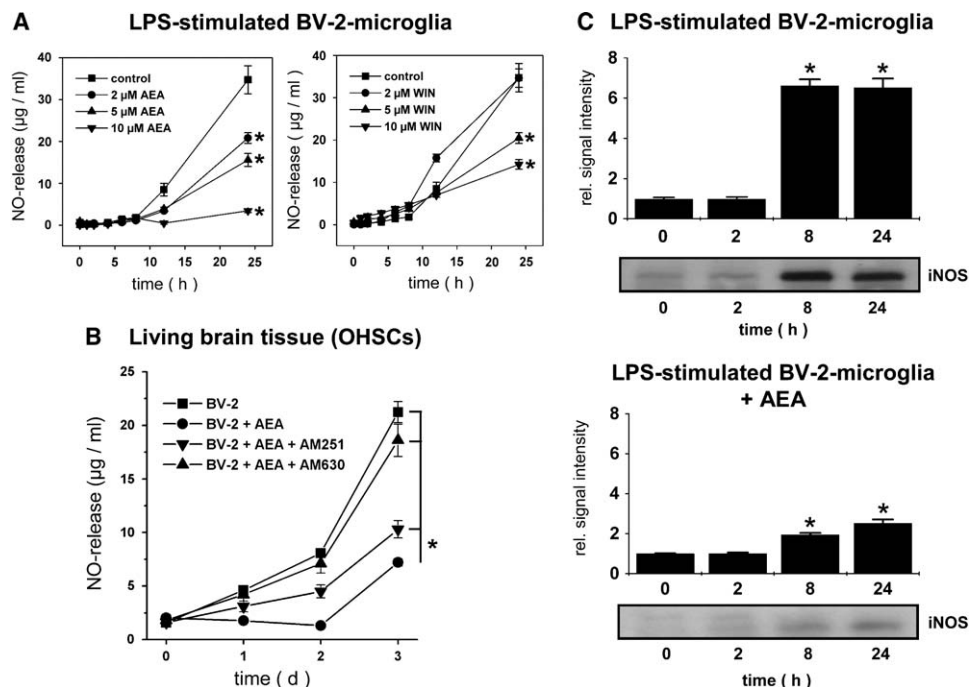 A
LPS-stimulated BV-2-microglia
NO-release (µg / ml)
40
30
20
10
0
control
2 µM AEA
5 µM AEA
10 µM AEA
*
*
*
0 5 10 15 20 25
time ( h )
NO-release ( µg / ml )
40
30
20
10
0
control
2 µM WIN
5 µM WIN
10 µM WIN
*
*
0 5 10 15 20 25
time ( h )
B Living brain tissue (OHSCs)
NO-release (µg / ml)
25
20
15
10
5
0
BV-2
BV-2 + AEA
BV-2 + AEA + AM251
BV-2 + AEA + AM630
*
0 1 2 3
time ( d )
C
LPS-stimulated BV-2-microglia
rel. signal intensity
8
6
4
2
0
* *
0 2 8 24
iNOS
0 2 8 24
time ( h )
LPS-stimulated BV-2-microglia
+ AEA
rel. signal intensity
8
6
4
2
0
* *
0 2 8 24
iNOS
0 2 8 24
time ( h )